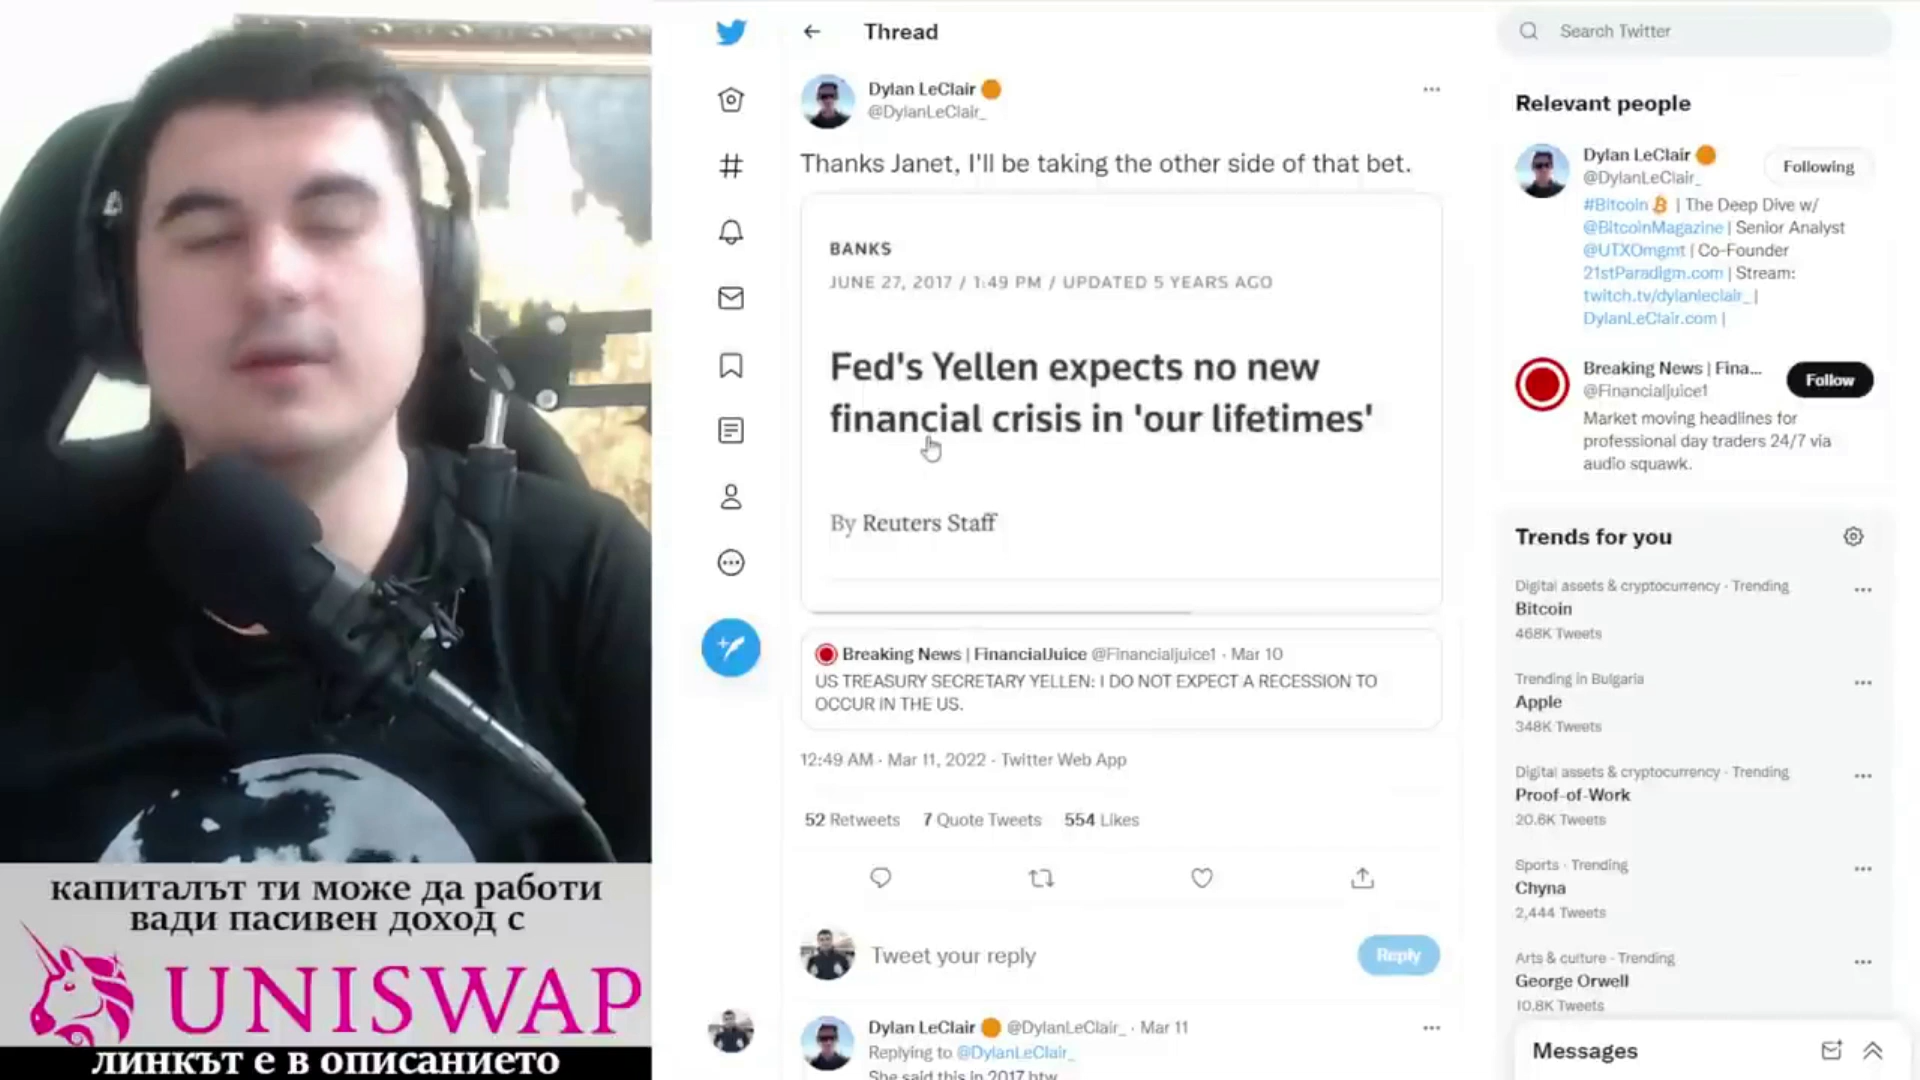 Thread
Search Twitter
Dylan LeClair
@DylanLeClair_
Thanks Janet, I'll be taking the other side of that bet.
BANKS
JUNE 27, 2017 / 1:49 PM / UPDATED 5 YEARS AGO
Fed's Yellen expects no new
financial crisis in 'our lifetimes'
By Reuters Staff
Breaking News | FinancialJuice @Financialjuice1 · Mar 10
US TREASURY SECRETARY YELLEN: I DO NOT EXPECT A RECESSION TO
OCCUR IN THE US.
12:49 AM · Mar 11, 2022 · Twitter Web App
52 Retweets 7 Quote Tweets 554 Likes
Tweet your reply
Reply
Dylan LeClair @DylanLeClair_ · Mar 11
Replying to @DylanLeClair_
She said this in 2017 btw
Relevant people
Dylan LeClair
@DylanLeClair_
Following
#Bitcoin | The Deep Dive w/
@BitcoinMagazine | Senior Analyst
@UTXOmgmt | Co-Founder
21stParadigm.com | Stream:
twitch.tv/dylanleclair_ |
DylanLeClair.com |
Breaking News | Fina...
@Financialjuice1
Follow
Market moving headlines for
professional day traders 24/7 via
audio squawk.
Trends for you
Digital assets & cryptocurrency · Trending
Bitcoin
468K Tweets
Trending in Bulgaria
Apple
348K Tweets
Digital assets & cryptocurrency · Trending
Proof-of-Work
20.6K Tweets
Sports · Trending
Chyna
2,444 Tweets
Arts & culture · Trending
George Orwell
10.8K Tweets
Messages
капиталът ти може да работи
вади пасивен доход с
UNISWAP
линкът е в описанието